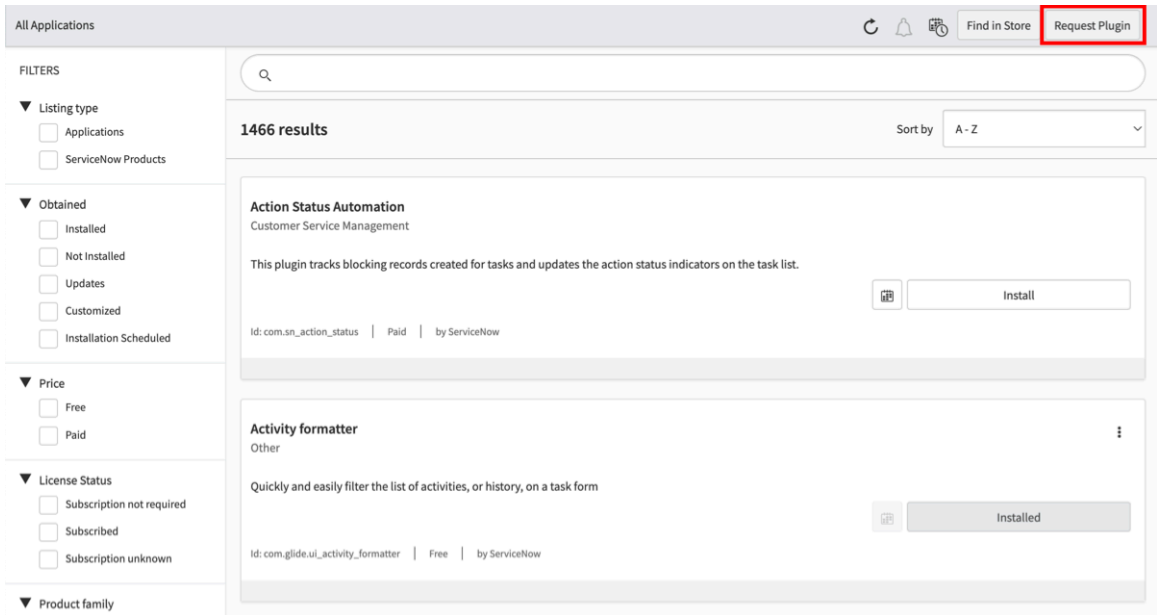 All Applications
Find in Store
Request Plugin
FILTERS
Listing type
Applications
ServiceNow Products
Obtained
Installed
Not Installed
Updates
Customized
Installation Scheduled
Price
Free
Paid
License Status
Subscription not required
Subscribed
Subscription unknown
Product family
1466 results
Sort by
A - Z
Action Status Automation
Customer Service Management
This plugin tracks blocking records created for tasks and updates the action status indicators on the task list.
Install
Id: com.sn_action_status | Paid | by ServiceNow
Activity formatter
Other
Quickly and easily filter the list of activities, or history, on a task form
Installed
Id: com.glide.ui_activity_formatter | Free | by ServiceNow